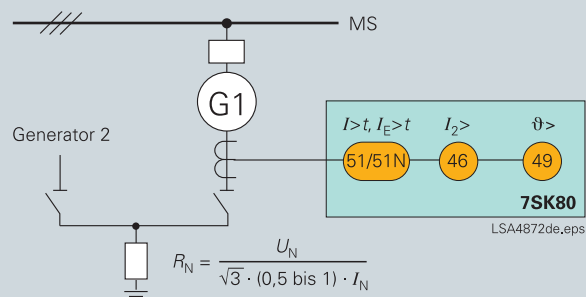 MS
G1
I>t, I_E>t I_2> ϑ>
Generator 2
51/51N 46 49
7SK80
LSA4872de.eps
R_N = U_N / √3 · (0,5 bis 1) · I_N